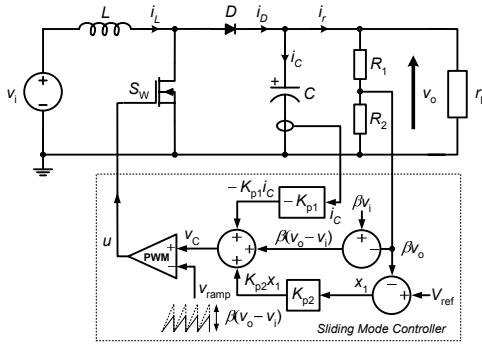 L
i_L
D
i_D
i_r
i_C
+
C
R_1
R_2
v_o
v_i
+
−
S_W
− K_p1 i_C
− K_p1
i_C
βv_i
u
v_C
β(v_o − v_i)
βv_o
PWM
K_p2 x_1
K_p2
x_1
V_ref
v_ramp
β(v_o − v_i)
Sliding Mode Controller